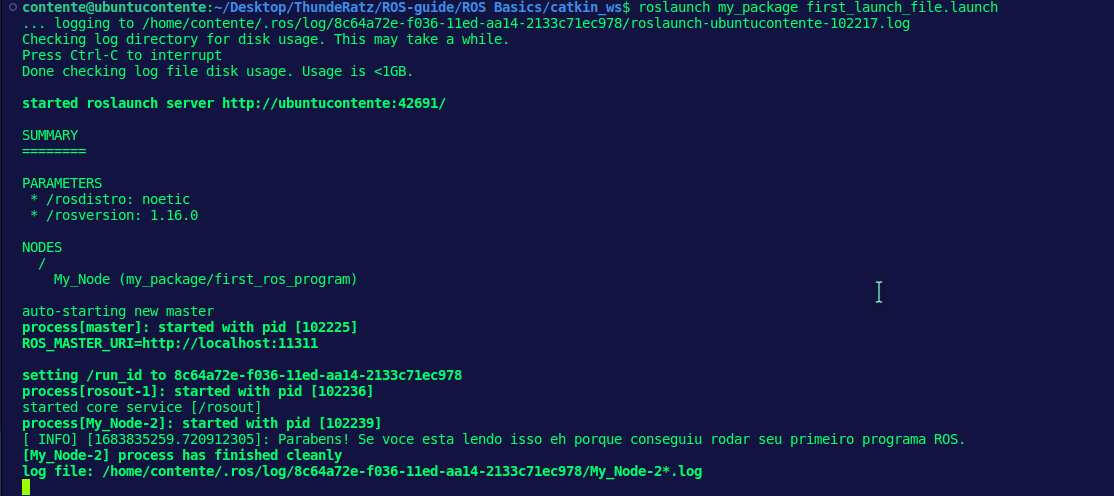 contente@ubuntucontente:~/Desktop/ThundeRatz/ROS-guide/ROS Basics/catkin_ws$ roslaunch my_package first_launch_file.launch
... logging to /home/contente/.ros/log/8c64a72e-f036-11ed-aa14-2133c71ec978/roslaunch-ubuntucontente-102217.log
Checking log directory for disk usage. This may take a while.
Press Ctrl-C to interrupt
Done checking log file disk usage. Usage is <1GB.
started roslaunch server http://ubuntucontente:42691/
SUMMARY
========
PARAMETERS
* /rosdistro: noetic
* /rosversion: 1.16.0
NODES
/
My_Node (my_package/first_ros_program)
auto-starting new master
process[master]: started with pid [102225]
ROS_MASTER_URI=http://localhost:11311
setting /run_id to 8c64a72e-f036-11ed-aa14-2133c71ec978
process[rosout-1]: started with pid [102236]
started core service [/rosout]
process[My_Node-2]: started with pid [102239]
[ INFO] [1683835259.720912305]: Parabens! Se voce esta lendo isso eh porque conseguiu rodar seu primeiro programa ROS.
[My_Node-2] process has finished cleanly
log file: /home/contente/.ros/log/8c64a72e-f036-11ed-aa14-2133c71ec978/My_Node-2*.log